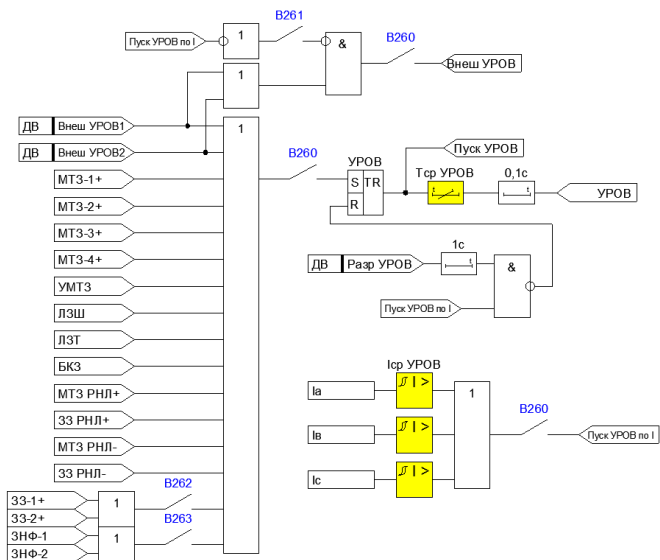 В261
Пуск УРОВ по I
1
&
В260
Внеш УРОВ
1
ДВ Внеш УРОВ1
1
ДВ Внеш УРОВ2
В260
УРОВ
Пуск УРОВ
МТЗ-1+
S TR
R
Тср УРОВ
t
0,1с
t
УРОВ
МТЗ-2+
МТЗ-3+
МТЗ-4+
ДВ Разр УРОВ
1с
t
&
УМТЗ
Пуск УРОВ по I
ЛЗШ
ЛЗТ
БКЗ
Iср УРОВ
МТЗ РНЛ+
Iа
I >
1
ЗЗ РНЛ+
В260
МТЗ РНЛ-
Iв
I >
Пуск УРОВ по I
ЗЗ РНЛ-
Iс
I >
В262
ЗЗ-1+
1
ЗЗ-2+
В263
ЗНФ-1
1
ЗНФ-2